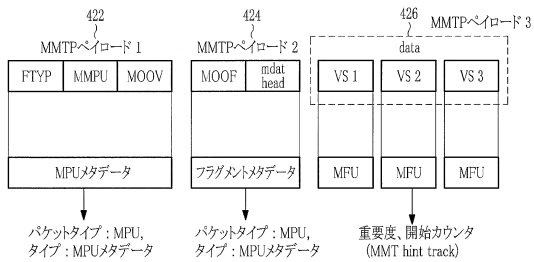 422
424
426
MMTPペイロード 1
MMTPペイロード 2
MMTPペイロード 3
data
FTYP
MMPU
MOOV
MOOF
mdat
head
VS 1
VS 2
VS 3
MPUメタデータ
フラグメントメタデータ
MFU
MFU
MFU
パケットタイプ : MPU,
タイプ : MPUメタデータ
パケットタイプ : MPU,
タイプ : MPUメタデータ
重要度、開始カウンタ
(MMT hint track)